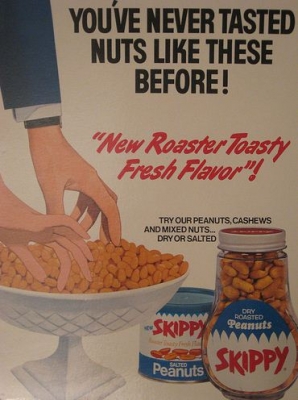 YOU'VE NEVER TASTED
NUTS LIKE THESE
BEFORE!
"New Roaster Toasty
Fresh Flavor"!
TRY OUR PEANUTS, CASHEWS
AND MIXED NUTS...
DRY OR SALTED
NEW SKIPPY
SALTED
Peanuts
DRY
ROASTED
Peanuts
SKIPPY